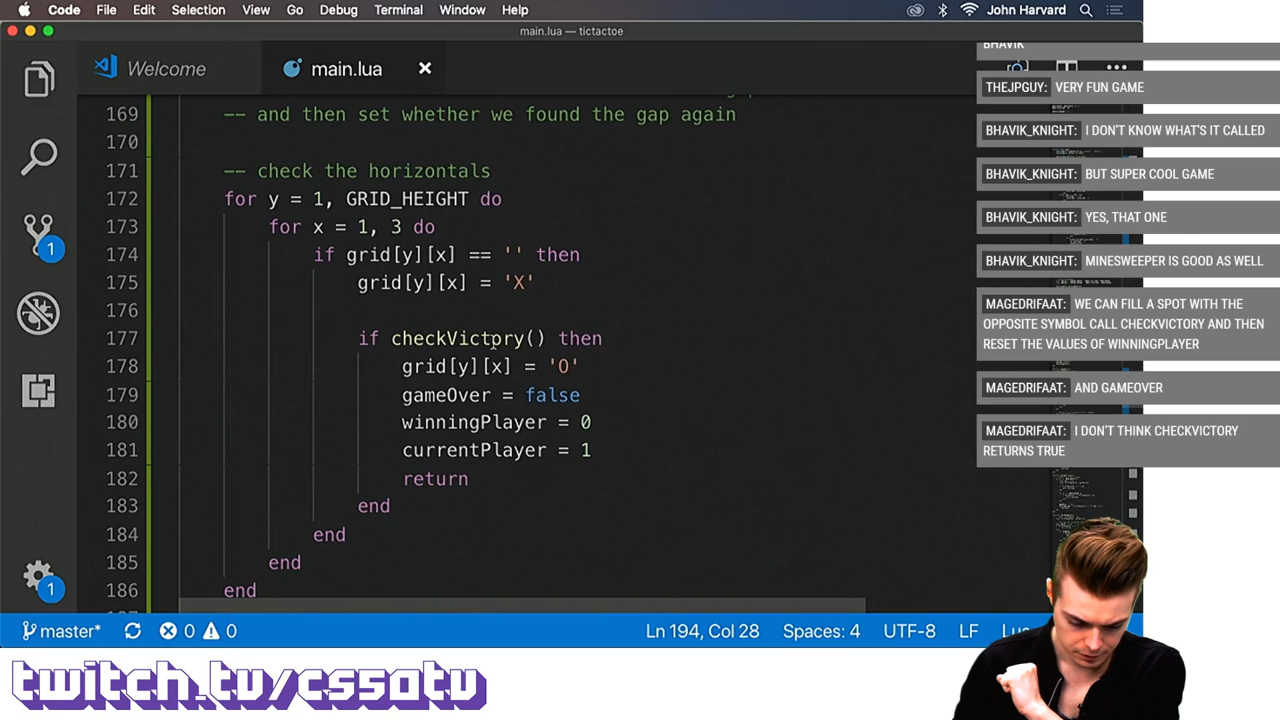 Code File Edit Selection View Go Debug Terminal Window Help John Harvard
main.lua — tictactoe
Welcome main.lua
169 -- and then set whether we found the gap again
170
171 -- check the horizontals
172 for y = 1, GRID_HEIGHT do
173 for x = 1, 3 do
174 if grid[y][x] == '' then
175 grid[y][x] = 'X'
176
177 if checkVictory() then
178 grid[y][x] = 'O'
179 gameOver = false
180 winningPlayer = 0
181 currentPlayer = 1
182 return
183 end
184 end
185 end
186 end
1
1
master* 0 0 Ln 194, Col 28 Spaces: 4 UTF-8 LF
BHAVIK
THEJPGUY: VERY FUN GAME
BHAVIK_KNIGHT: I DON'T KNOW WHAT'S IT CALLED
BHAVIK_KNIGHT: BUT SUPER COOL GAME
BHAVIK_KNIGHT: YES, THAT ONE
BHAVIK_KNIGHT: MINESWEEPER IS GOOD AS WELL
MAGEDRIFAAT: WE CAN FILL A SPOT WITH THE
OPPOSITE SYMBOL CALL CHECKVICTORY AND THEN
RESET THE VALUES OF WINNINGPLAYER
MAGEDRIFAAT: AND GAMEOVER
MAGEDRIFAAT: I DON'T THINK CHECKVICTORY
RETURNS TRUE
twitch.tv/cs50tv